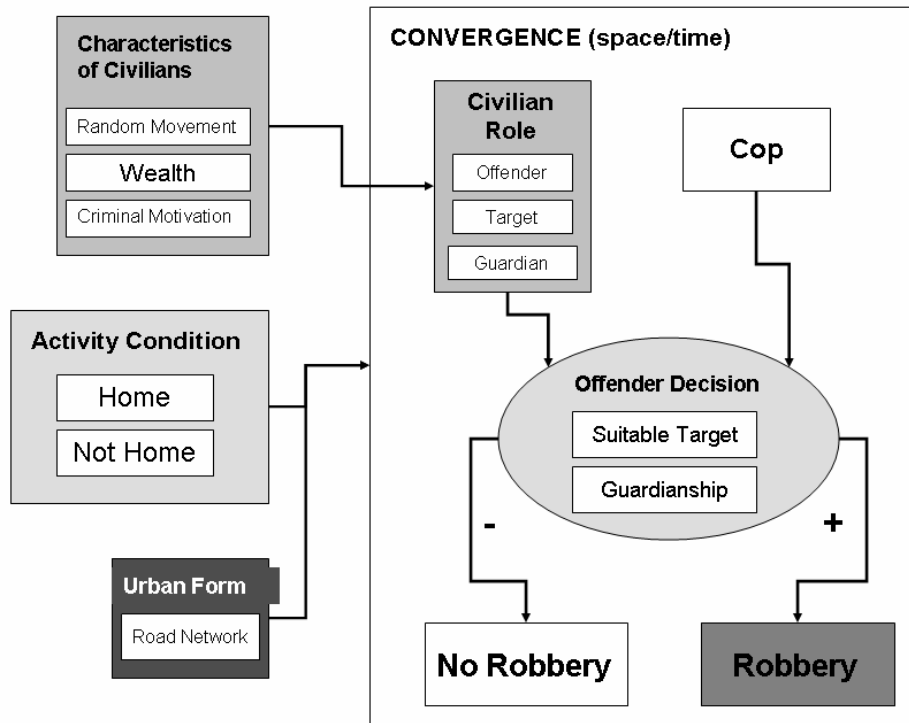 Characteristics
of Civilians
Random Movement
Wealth
Criminal Motivation
Activity Condition
Home
Not Home
Urban Form
Road Network
CONVERGENCE (space/time)
Civilian
Role
Offender
Target
Guardian
Cop
Offender Decision
Suitable Target
Guardianship
-
+
No Robbery
Robbery